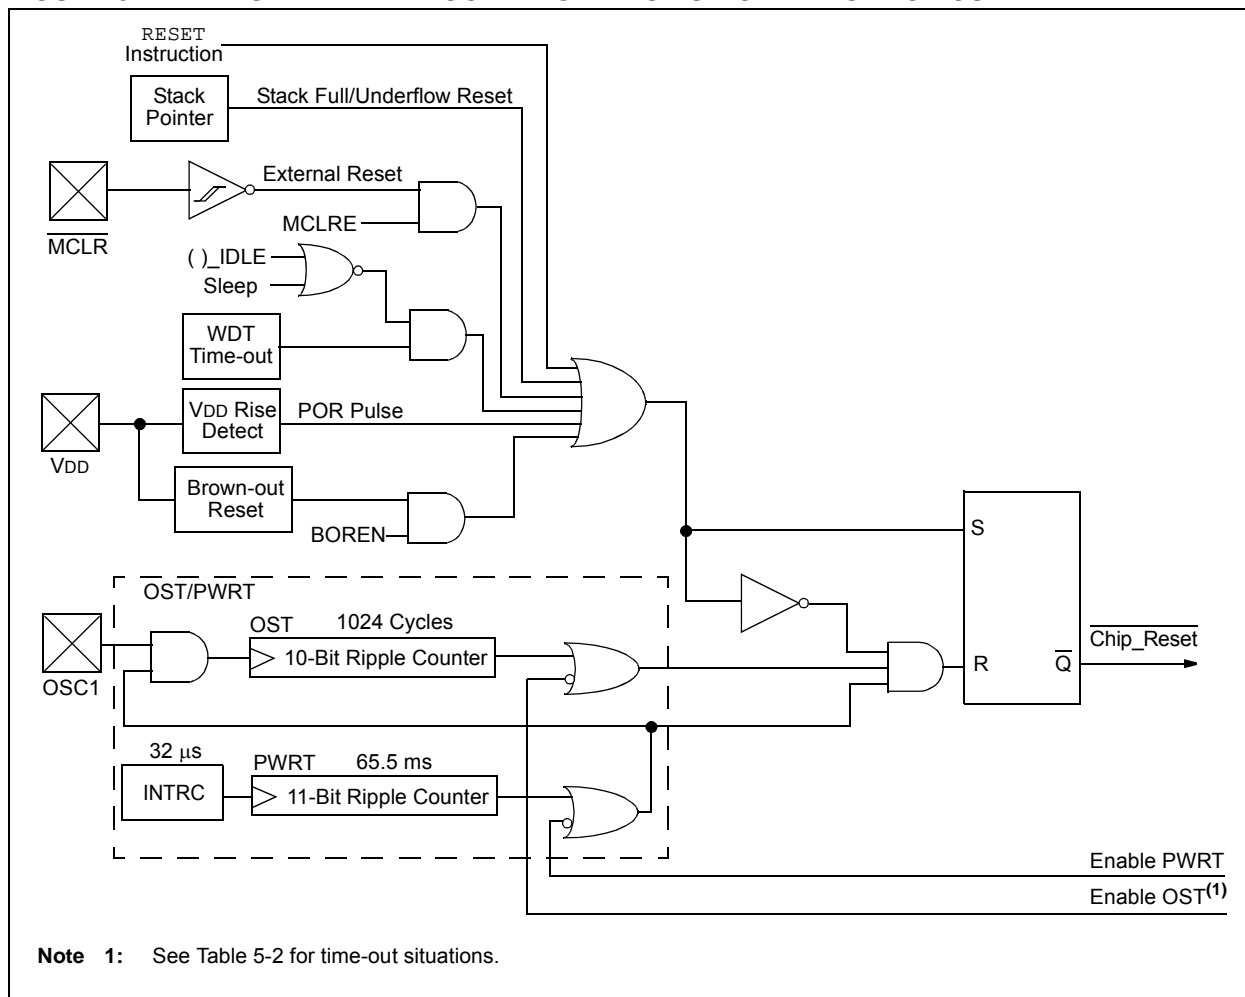 RESET
Instruction
Stack
Pointer
Stack Full/Underflow Reset
External Reset
MCLR
MCLRE
( )_IDLE
Sleep
WDT
Time-out
VDD Rise
Detect
POR Pulse
VDD
Brown-out
Reset
BOREN
S
OST/PWRT
OST
1024 Cycles
10-Bit Ripple Counter
OSC1
R
Q
Chip_Reset
32 μs
INTRC
PWRT
65.5 ms
11-Bit Ripple Counter
Enable PWRT
Enable OST(1)
Note 1: See Table 5-2 for time-out situations.